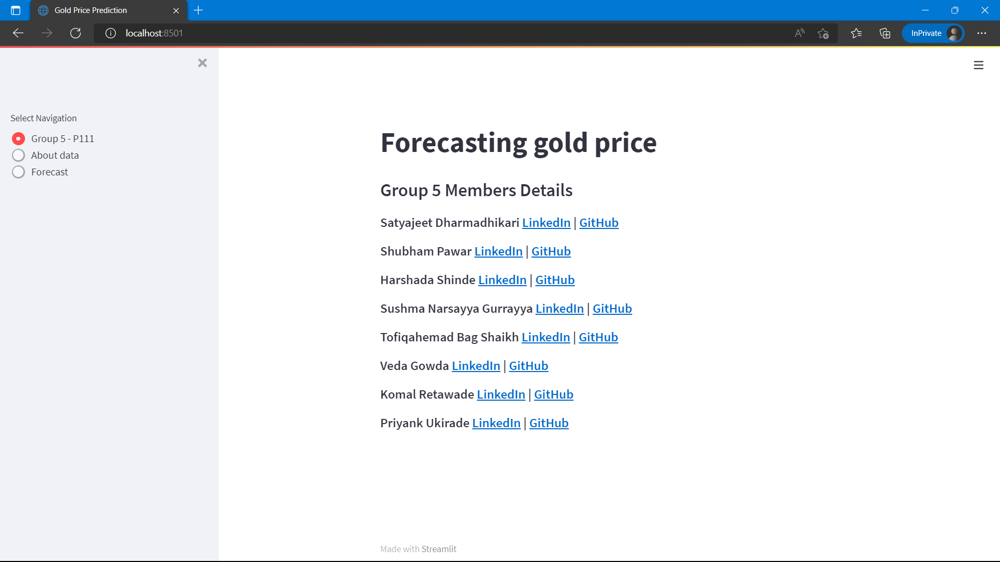 Gold Price Prediction
localhost:8501
InPrivate
Select Navigation
Group 5 - P111
About data
Forecast
Forecasting gold price
Group 5 Members Details
Satyajeet Dharmadhikari LinkedIn | GitHub
Shubham Pawar LinkedIn | GitHub
Harshada Shinde LinkedIn | GitHub
Sushma Narsayya Gurrayya LinkedIn | GitHub
Tofiqahemad Bag Shaikh LinkedIn | GitHub
Veda Gowda LinkedIn | GitHub
Komal Retawade LinkedIn | GitHub
Priyank Ukirade LinkedIn | GitHub
Made with Streamlit